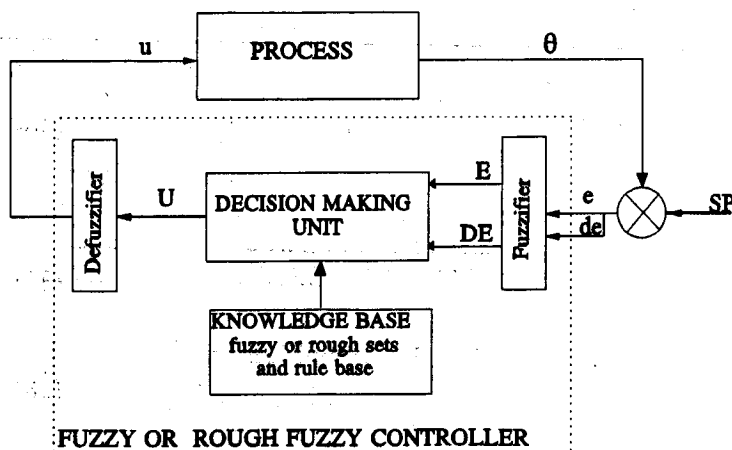 u
PROCESS
θ
Defuzzifier
U
DECISION MAKING
UNIT
E
DE
Fuzzifier
e
de
SP
KNOWLEDGE BASE
fuzzy or rough sets
and rule base
FUZZY OR ROUGH FUZZY CONTROLLER